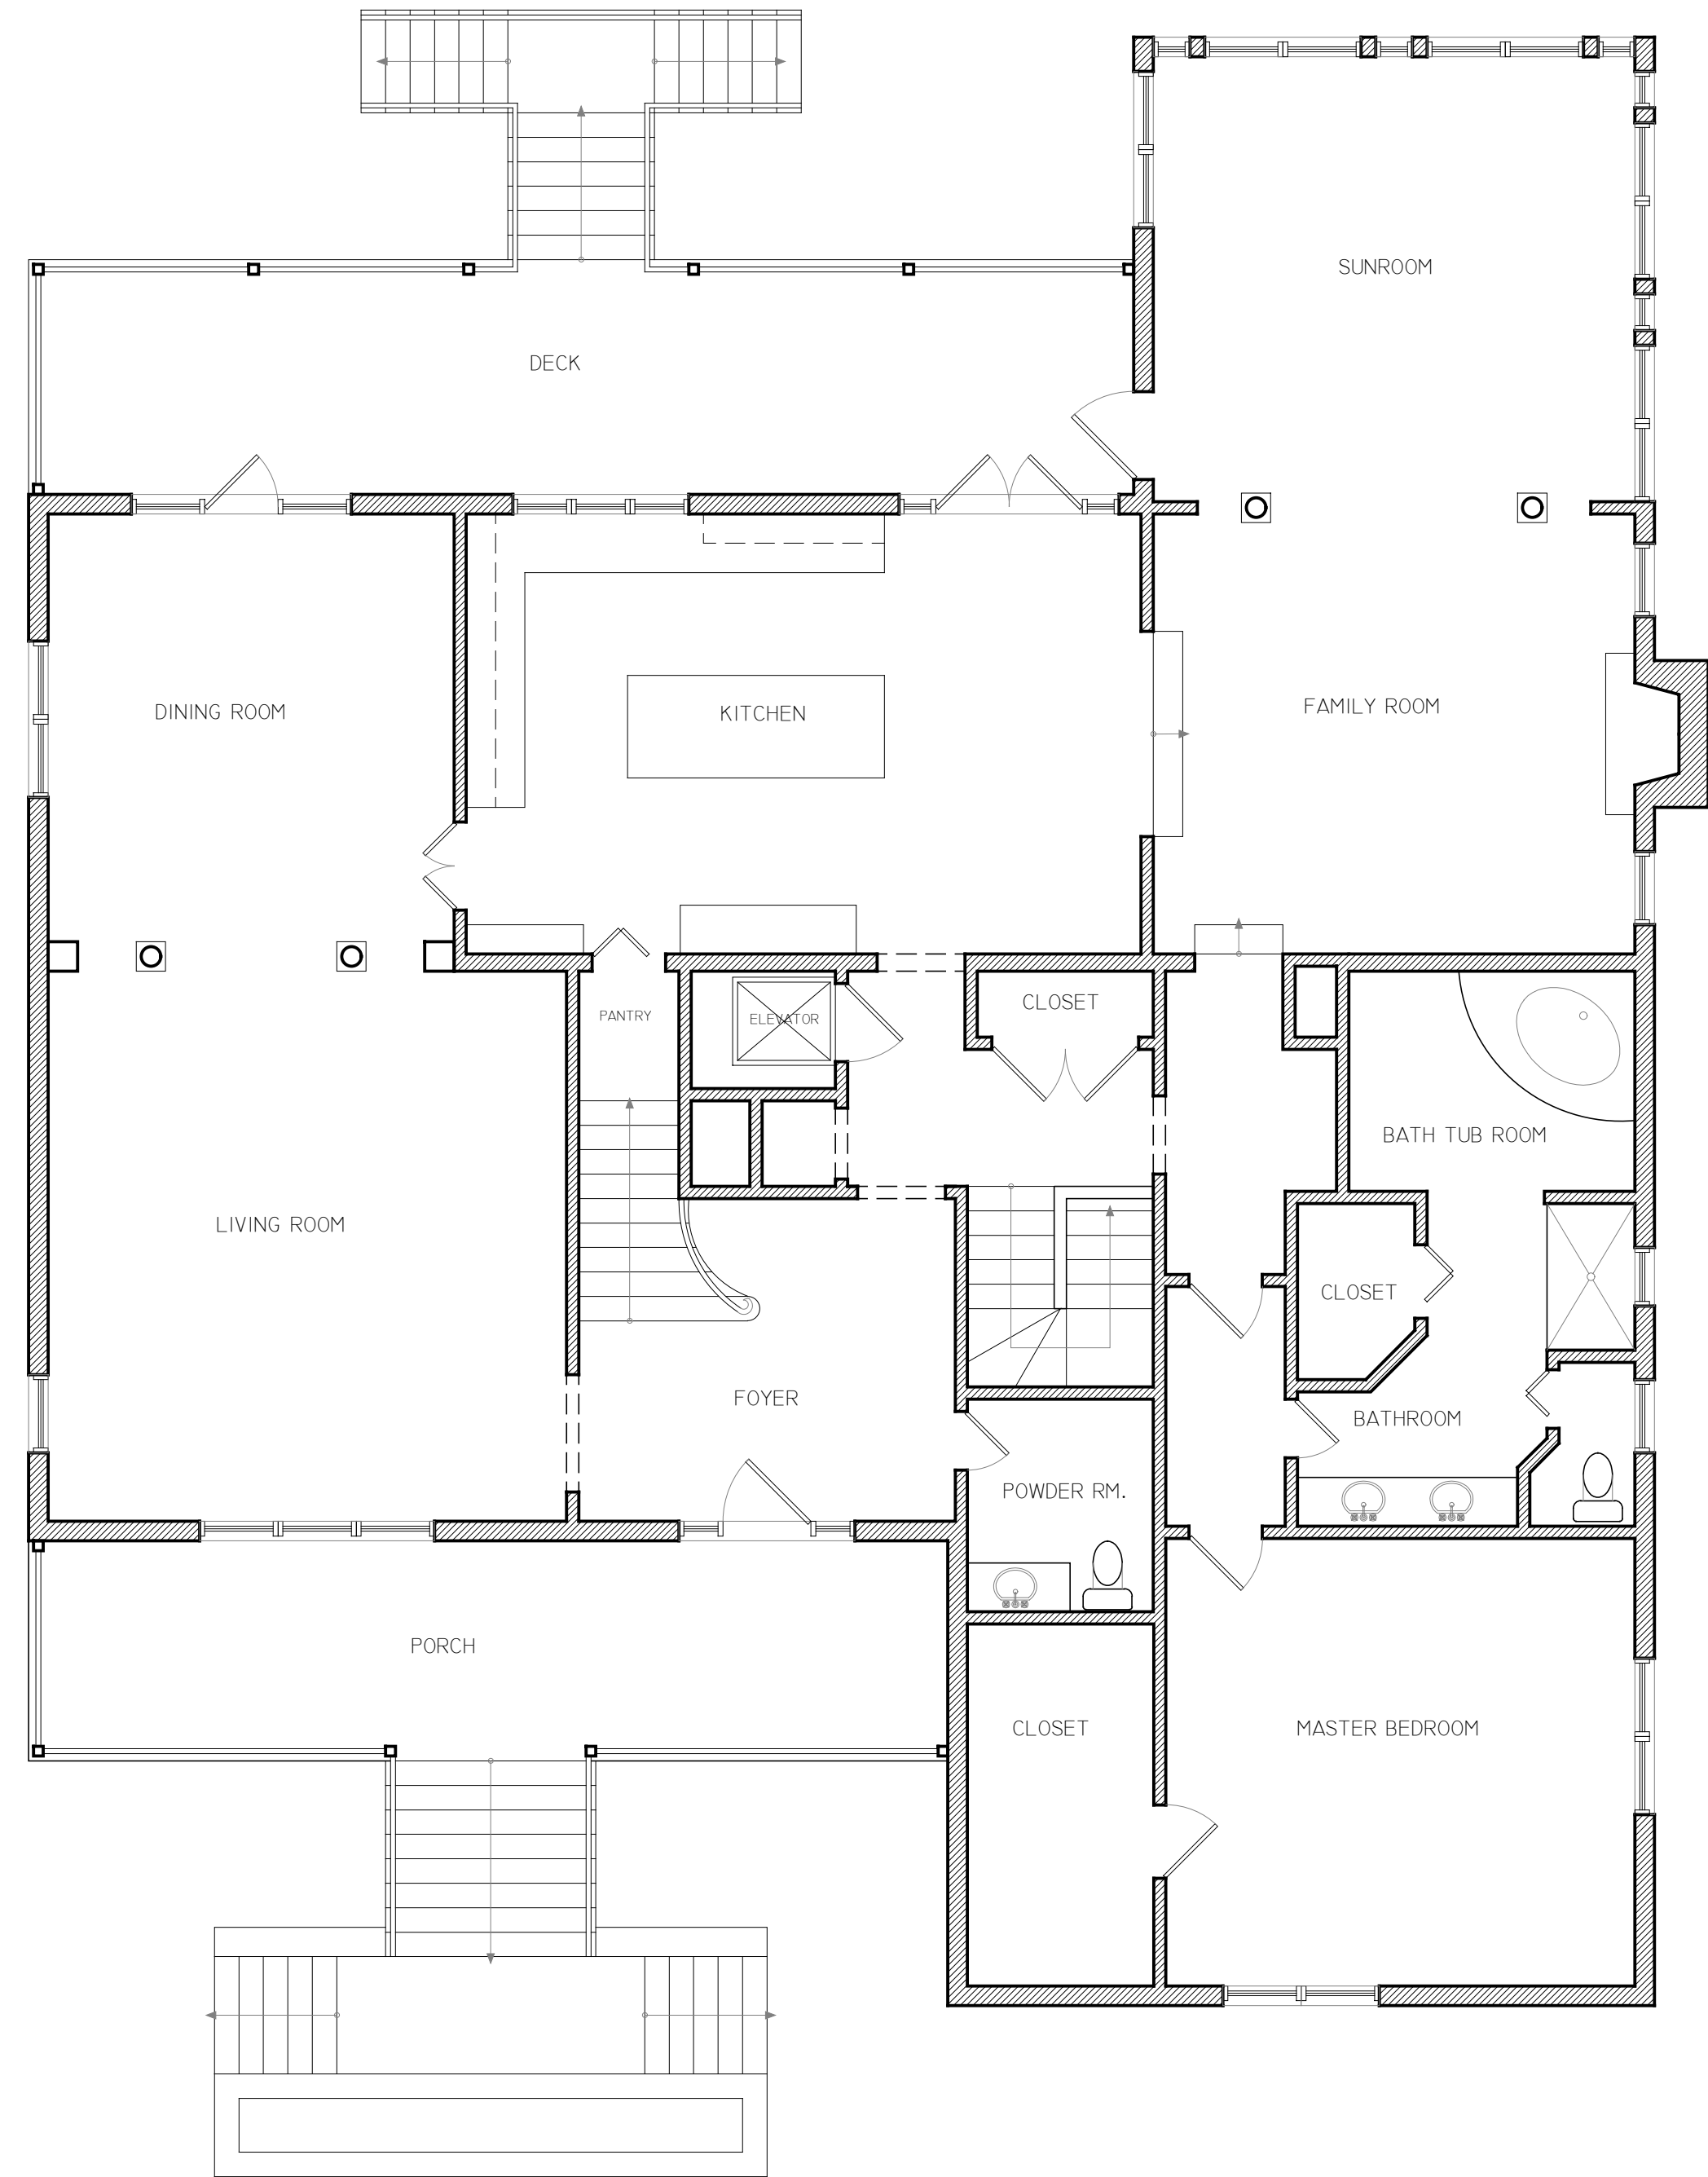 SUNROOM
DECK
DINING ROOM
KITCHEN
FAMILY ROOM
PANTRY
ELEVATOR
CLOSET
BATH TUB ROOM
LIVING ROOM
CLOSET
FOYER
BATHROOM
POWDER RM.
PORCH
CLOSET
MASTER BEDROOM